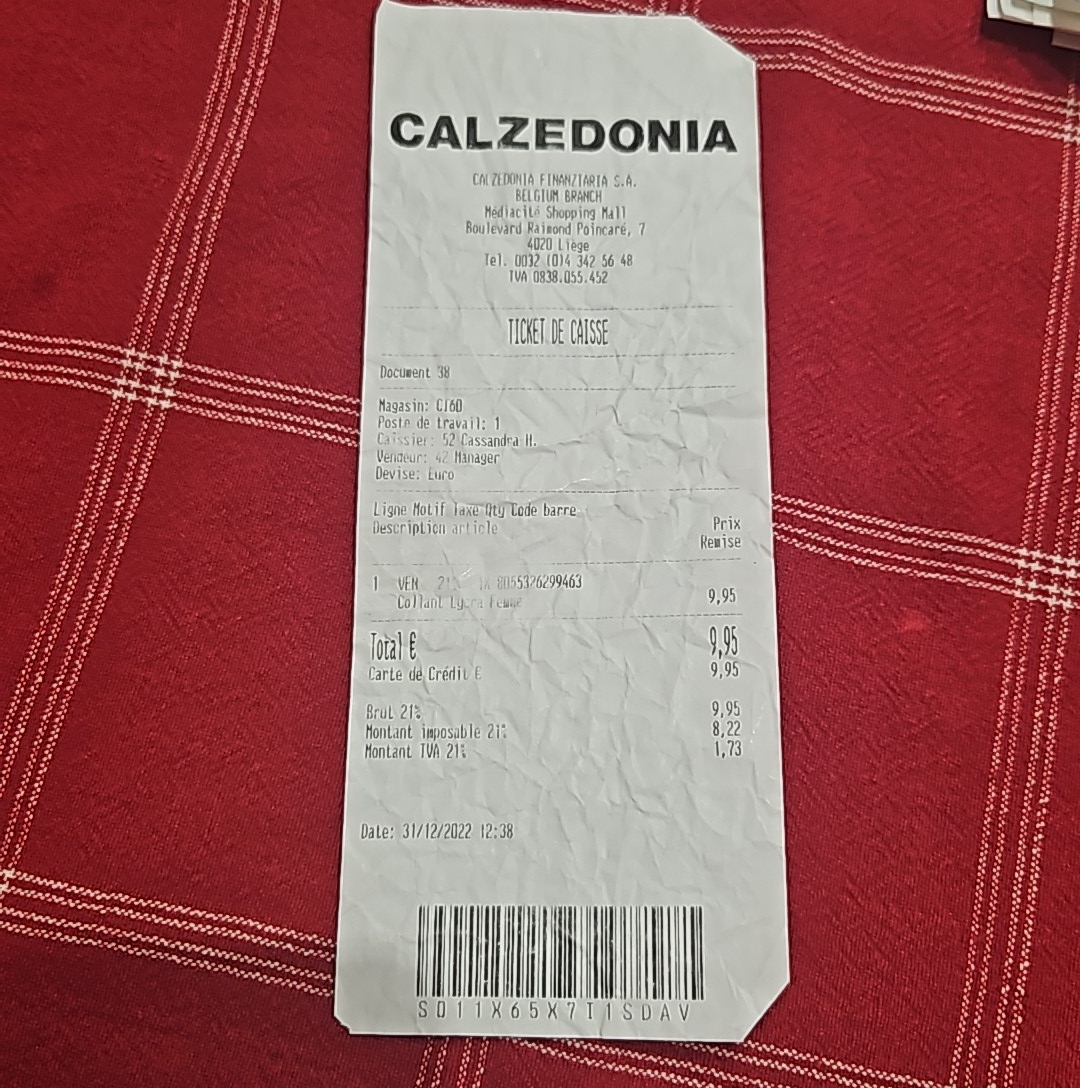 CALZEDONIA
CALZEDONIA FINANZIARIA S.A.
BELGIUM BRANCH
Médiacité Shopping Mall
Boulevard Raimond Poincaré, 7
4020 Liège
Tel. 0032 (0)4 342 56 48
TVA 0838.055.452
TICKET DE CAISSE
Document 38
Magasin: CJ60
Poste de travail: 1
Caissier: 52 Cassandra H.
Vendeur: 42 Manager
Devise: Euro
Ligne Motif Taxe Qty Code barre
Description article
Prix
Remise
1 VEN 21% 8055326299463
Collant Lycra Femme 9,95
Total € 9,95
Carte de Crédit € 9,95
Brut 21% 9,95
Montant imposable 21% 8,22
Montant TVA 21% 1,73
Date: 31/12/2022 12:38
S011X65X7I1SDAV